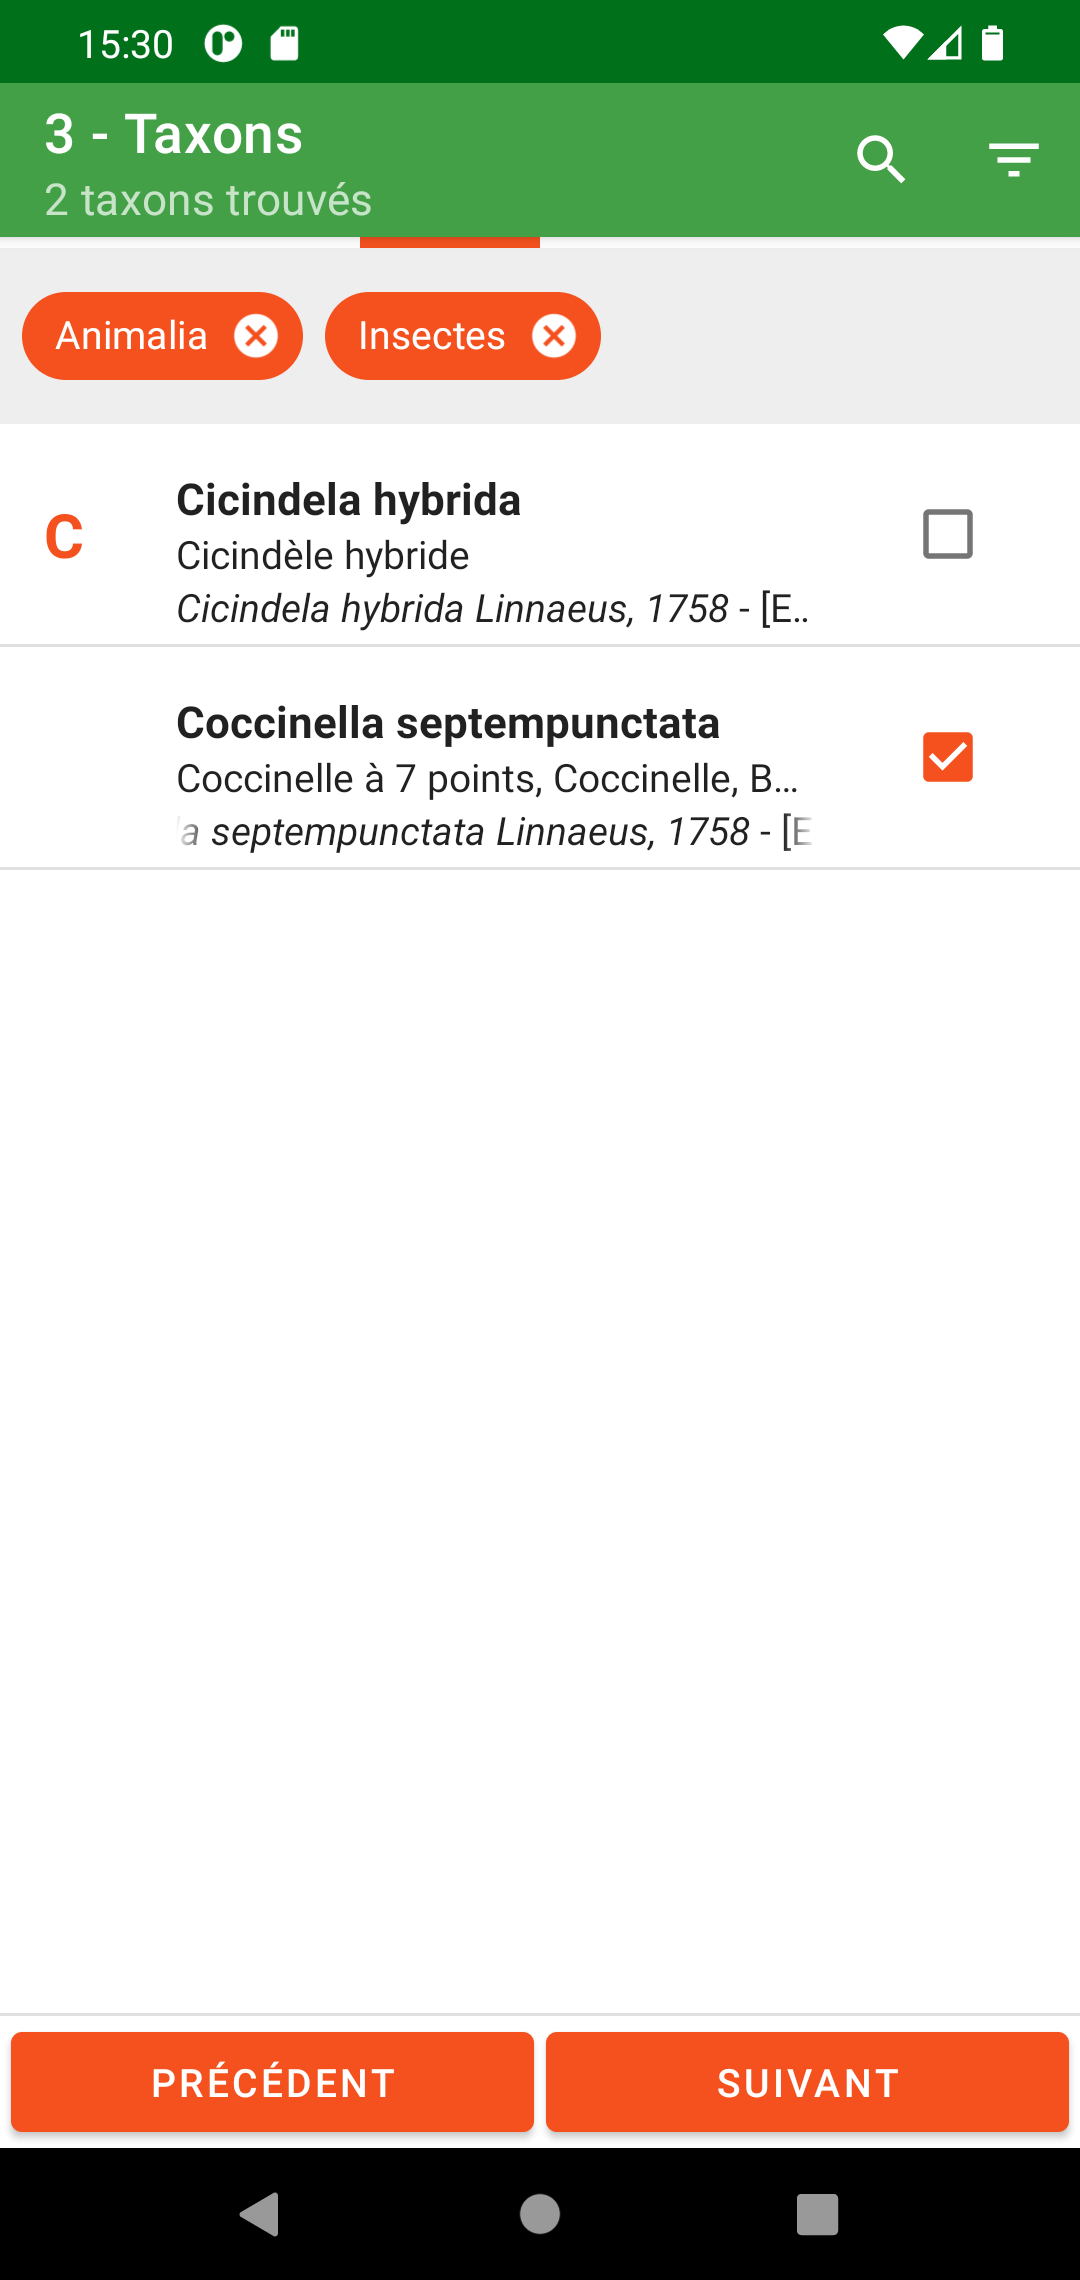 15:30
3 - Taxons
2 taxons trouvés
Animalia
Insectes
C
Cicindela hybrida
Cicindèle hybride
Cicindela hybrida Linnaeus, 1758 - [E..
Coccinella septempunctata
Coccinelle à 7 points, Coccinelle, B...
a septempunctata Linnaeus, 1758 - [E
PRÉCÉDENT
SUIVANT